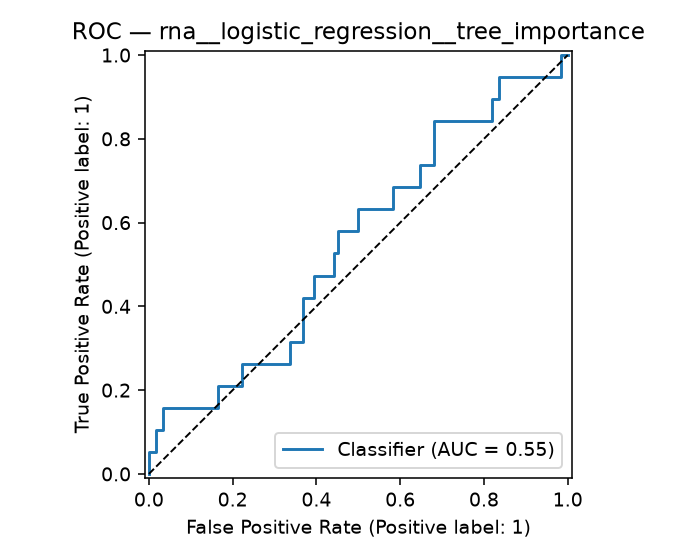 ROC — rna__logistic_regression__tree_importance
1.0
0.8
0.6
0.4
0.2
0.0
True Positive Rate (Positive label: 1)
Classifier (AUC = 0.55)
0.0 0.2 0.4 0.6 0.8 1.0
False Positive Rate (Positive label: 1)